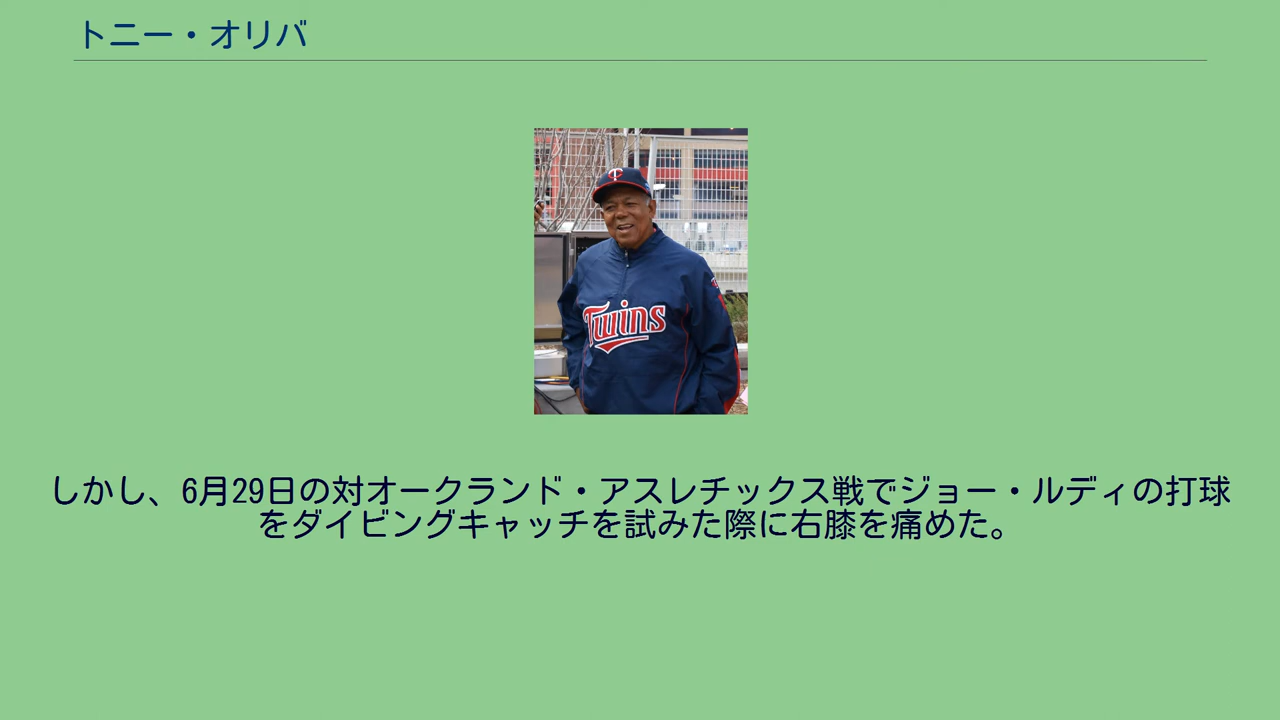 トニー・オリバ
Twins
しかし、6月29日の対オークランド・アスレチックス戦でジョー・ルディの打球
をダイビングキャッチを試みた際に右膝を痛めた。